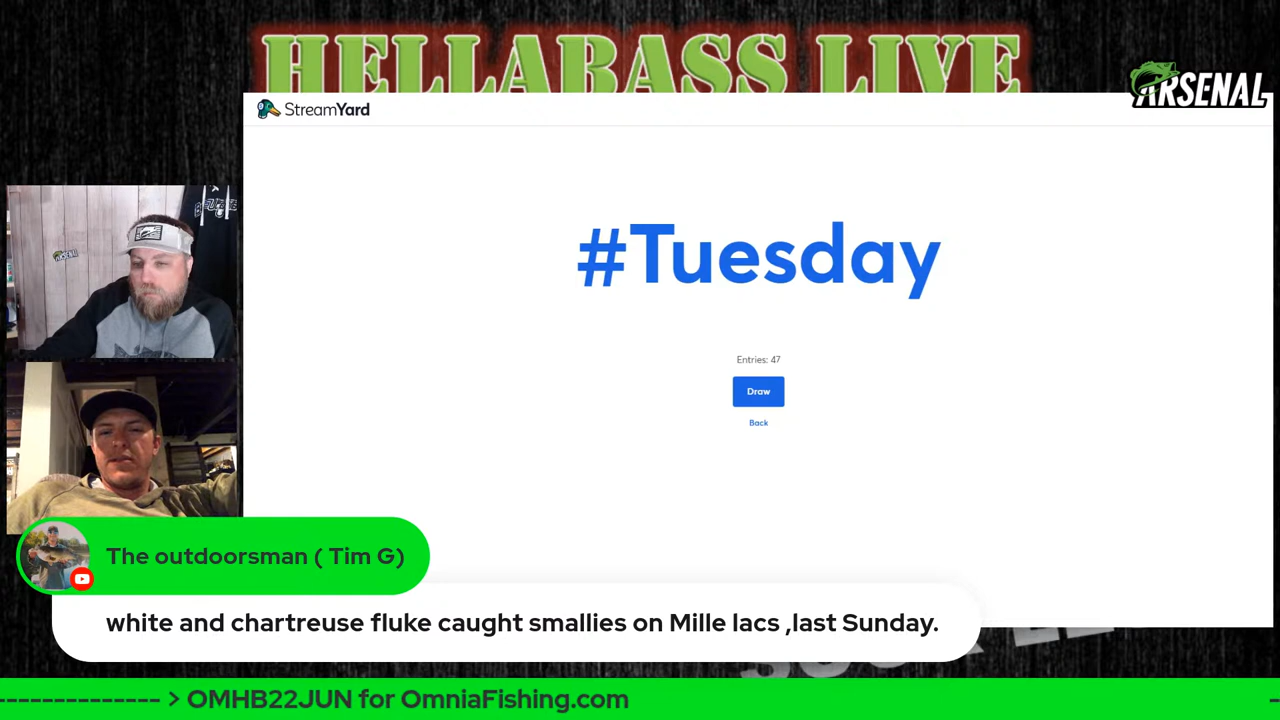 HELLABASS LIVE
ARSENAL
StreamYard
#Tuesday
Entries: 47
Draw
Back
The outdoorsman ( Tim G)
white and chartreuse fluke caught smallies on Mille lacs ,last Sunday.
-------------- > OMHB22JUN for OmniaFishing.com